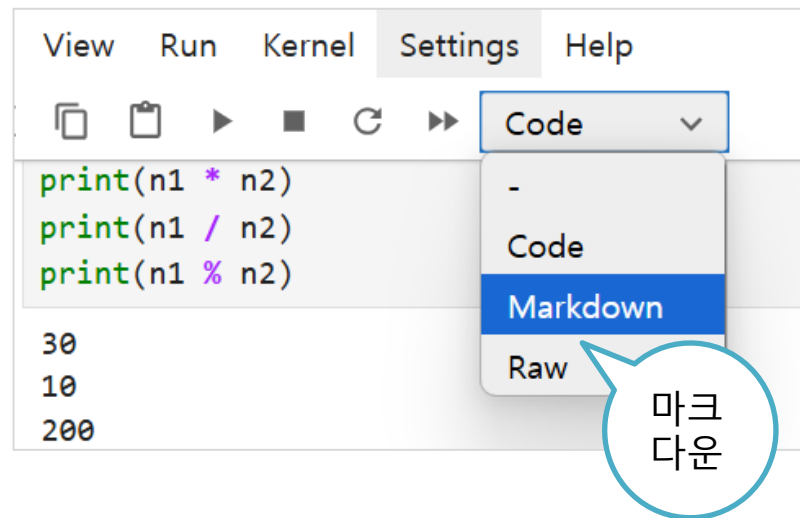 View Run Kernel Settings Help
Code
print(n1 * n2)
print(n1 / n2)
print(n1 % n2)
-
Code
Markdown
Raw
30
10
200
마크
다운